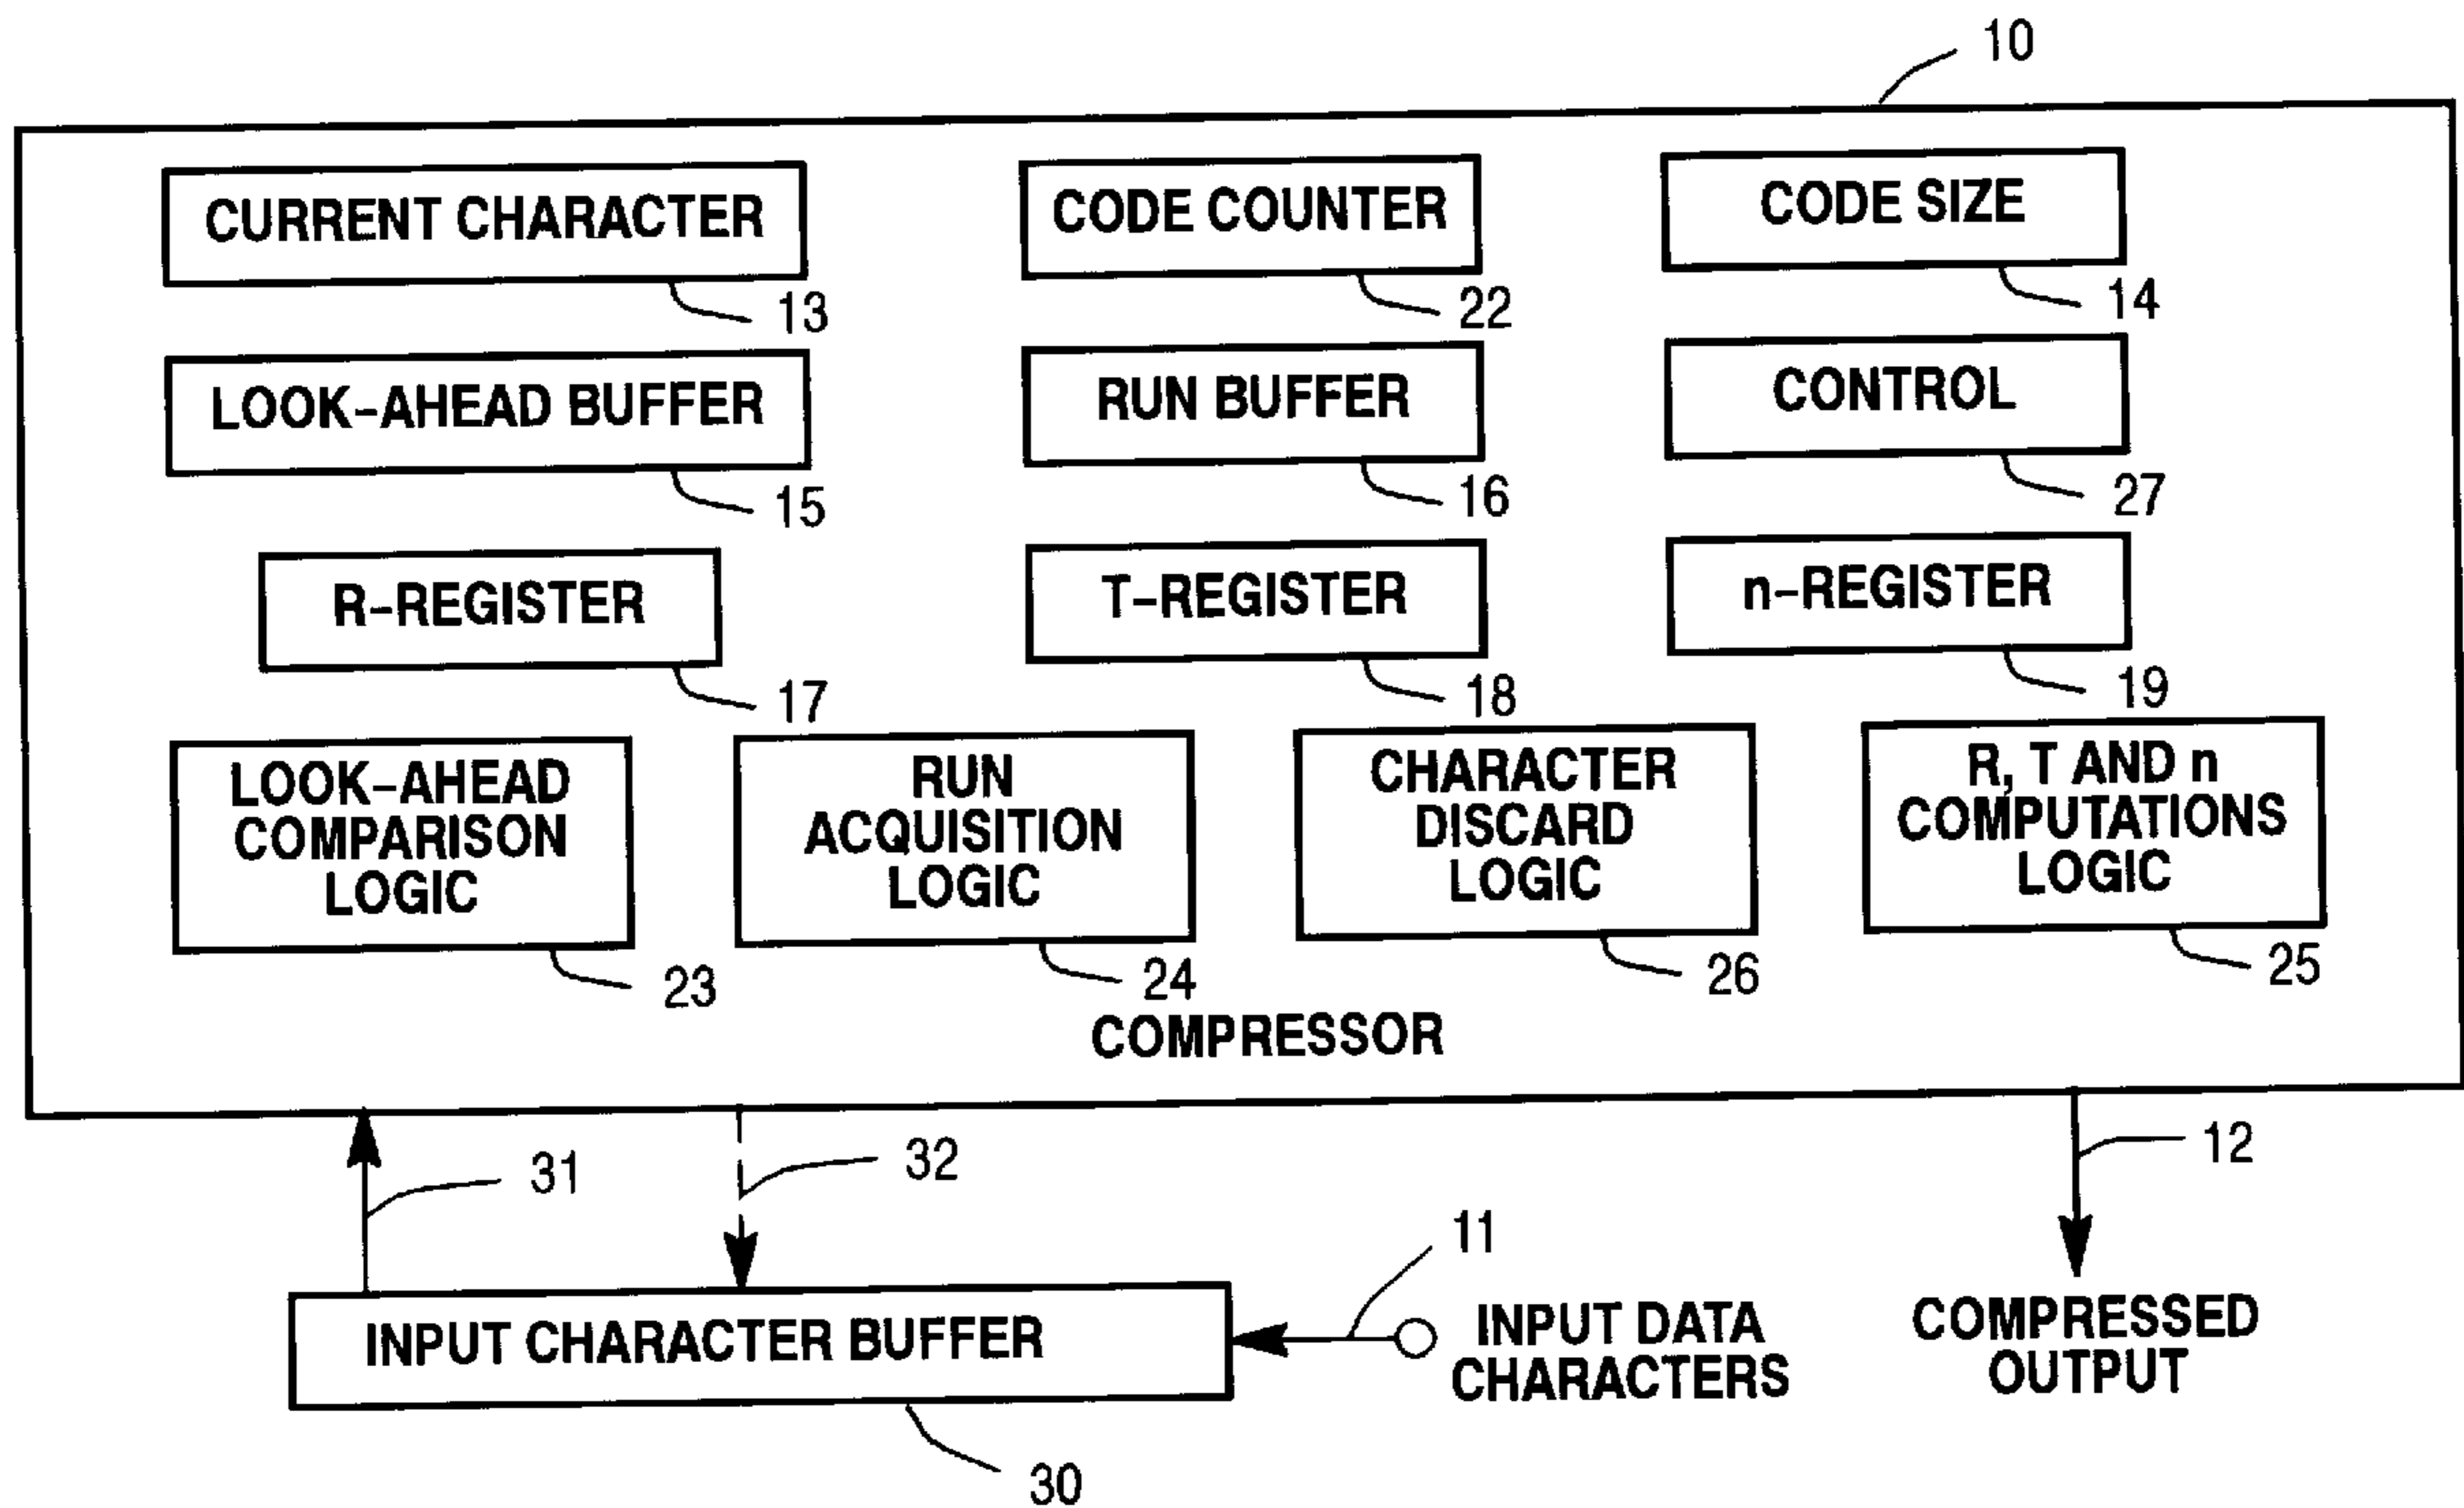 10
CURRENT CHARACTER
CODE COUNTER
CODE SIZE
13
22
14
LOOK-AHEAD BUFFER
RUN BUFFER
CONTROL
15
16
27
R-REGISTER
T-REGISTER
n-REGISTER
17
18
19
LOOK-AHEAD
COMPARISON
LOGIC
RUN
ACQUISITION
LOGIC
CHARACTER
DISCARD
LOGIC
R, T AND n
COMPUTATIONS
LOGIC
23
24
26
25
COMPRESSOR
31
32
12
11
INPUT CHARACTER BUFFER
INPUT DATA
CHARACTERS
COMPRESSED
OUTPUT
30